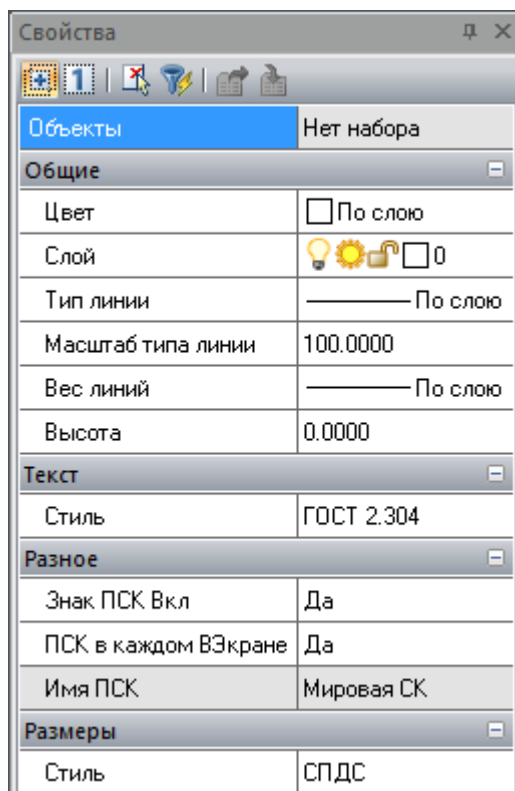 Свойства
1
Объекты Нет набора
Общие
Цвет По слою
Слой 0
Тип линии По слою
Масштаб типа линии 100.0000
Вес линий По слою
Высота 0.0000
Текст
Стиль ГОСТ 2.304
Разное
Знак ПСК Вкл Да
ПСК в каждом ВЭкране Да
Имя ПСК Мировая СК
Размеры
Стиль СПДС